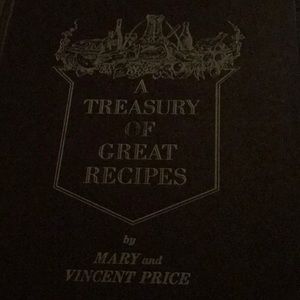 A
TREASURY
OF
GREAT
RECIPES
by
MARY and
VINCENT PRICE